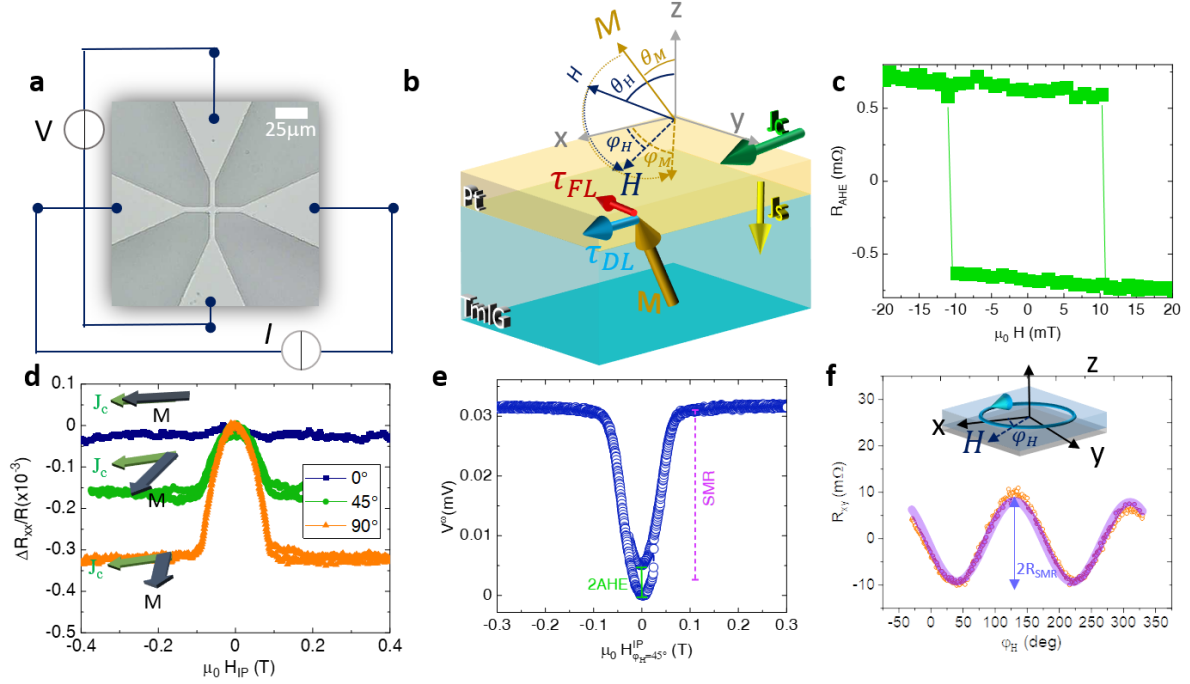 a
V
25μm
I
b
z
M
θ_M
H
θ_H
x
y
φ_H
φ_M
H
J_c
Pt
τ_FL
J_s
τ_DL
M
TmIG
c
R_AHE (mΩ)
0.5
0
-0.5
-20 -15 -10 -5 0 5 10 15 20
μ₀ H (mT)
d
ΔR_xx/R(x10⁻³)
0.1
0
-0.1
-0.2
-0.3
-0.4
-0.5
J_c
M
J_c
M
J_c
M
0°
45°
90°
-0.4 -0.2 0.0 0.2 0.4
μ₀ H_IP (T)
e
V^ω (mV)
0.03
0.02
0.01
0
2AHE
SMR
-0.3 -0.2 -0.1 0.0 0.1 0.2 0.3
μ₀ H^IP_φH=45° (T)
f
z
x
H
φ_H
y
R_xy (mΩ)
30
20
10
0
-10
2R_SMR
-50 0 50 100 150 200 250 300 350
φ_H (deg)